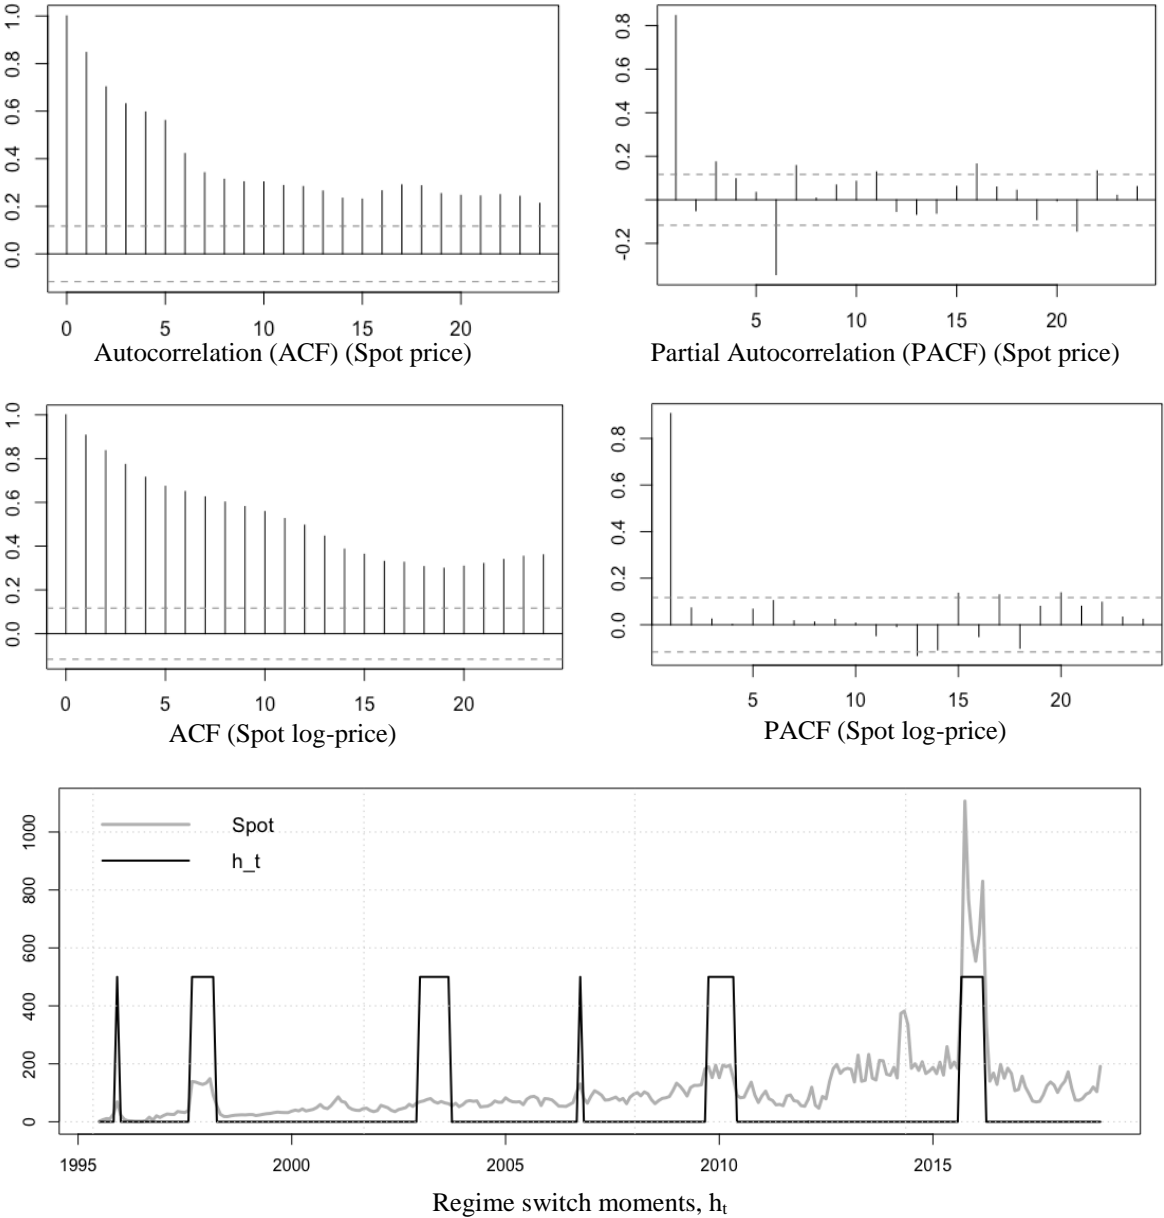 1.0
0.8
0.6
0.4
0.2
0.0
0 5 10 15 20
Autocorrelation (ACF) (Spot price)
0.8
0.6
0.4
0.2
-0.2
5 10 15 20
Partial Autocorrelation (PACF) (Spot price)
1.0
0.8
0.6
0.4
0.2
0.0
0 5 10 15 20
ACF (Spot log-price)
0.8
0.6
0.4
0.2
0.0
5 10 15 20
PACF (Spot log-price)
1000
800
600
400
200
0
Spot
h_t
1995 2000 2005 2010 2015
Regime switch moments, hₜ